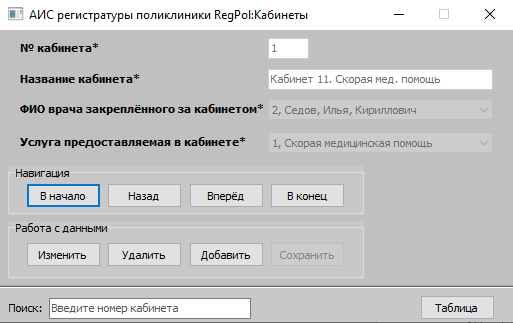 АИС регистратуры поликлиники RegPol:Кабинеты
№ кабинета* 1
Название кабинета* Кабинет 11. Скорая мед. помощь
ФИО врача закреплённого за кабинетом* 2, Седов, Илья, Кириллович
Услуга предоставляемая в кабинете* 1, Скорая медицинская помощь
Навигация
В начало Назад Вперёд В конец
Работа с данными
Изменить Удалить Добавить Сохранить
Поиск: Введите номер кабинета Таблица